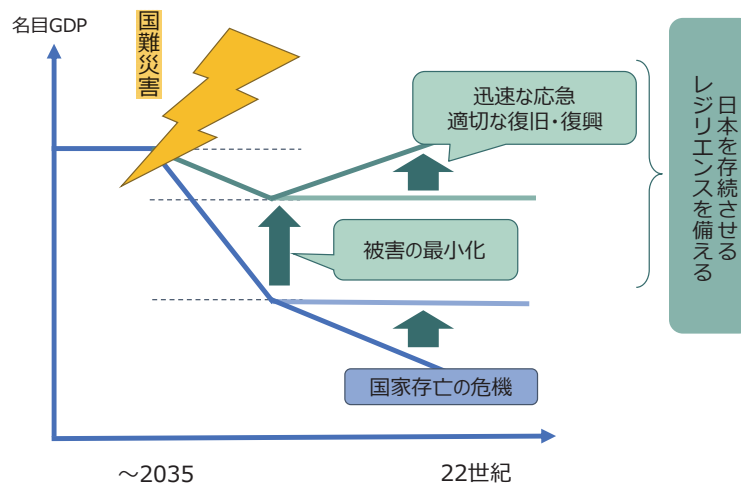 名目GDP
国難災害
迅速な応急
適切な復旧・復興
日本を存続させる
レジリエンスを備える
被害の最小化
国家存亡の危機
～2035
22世紀